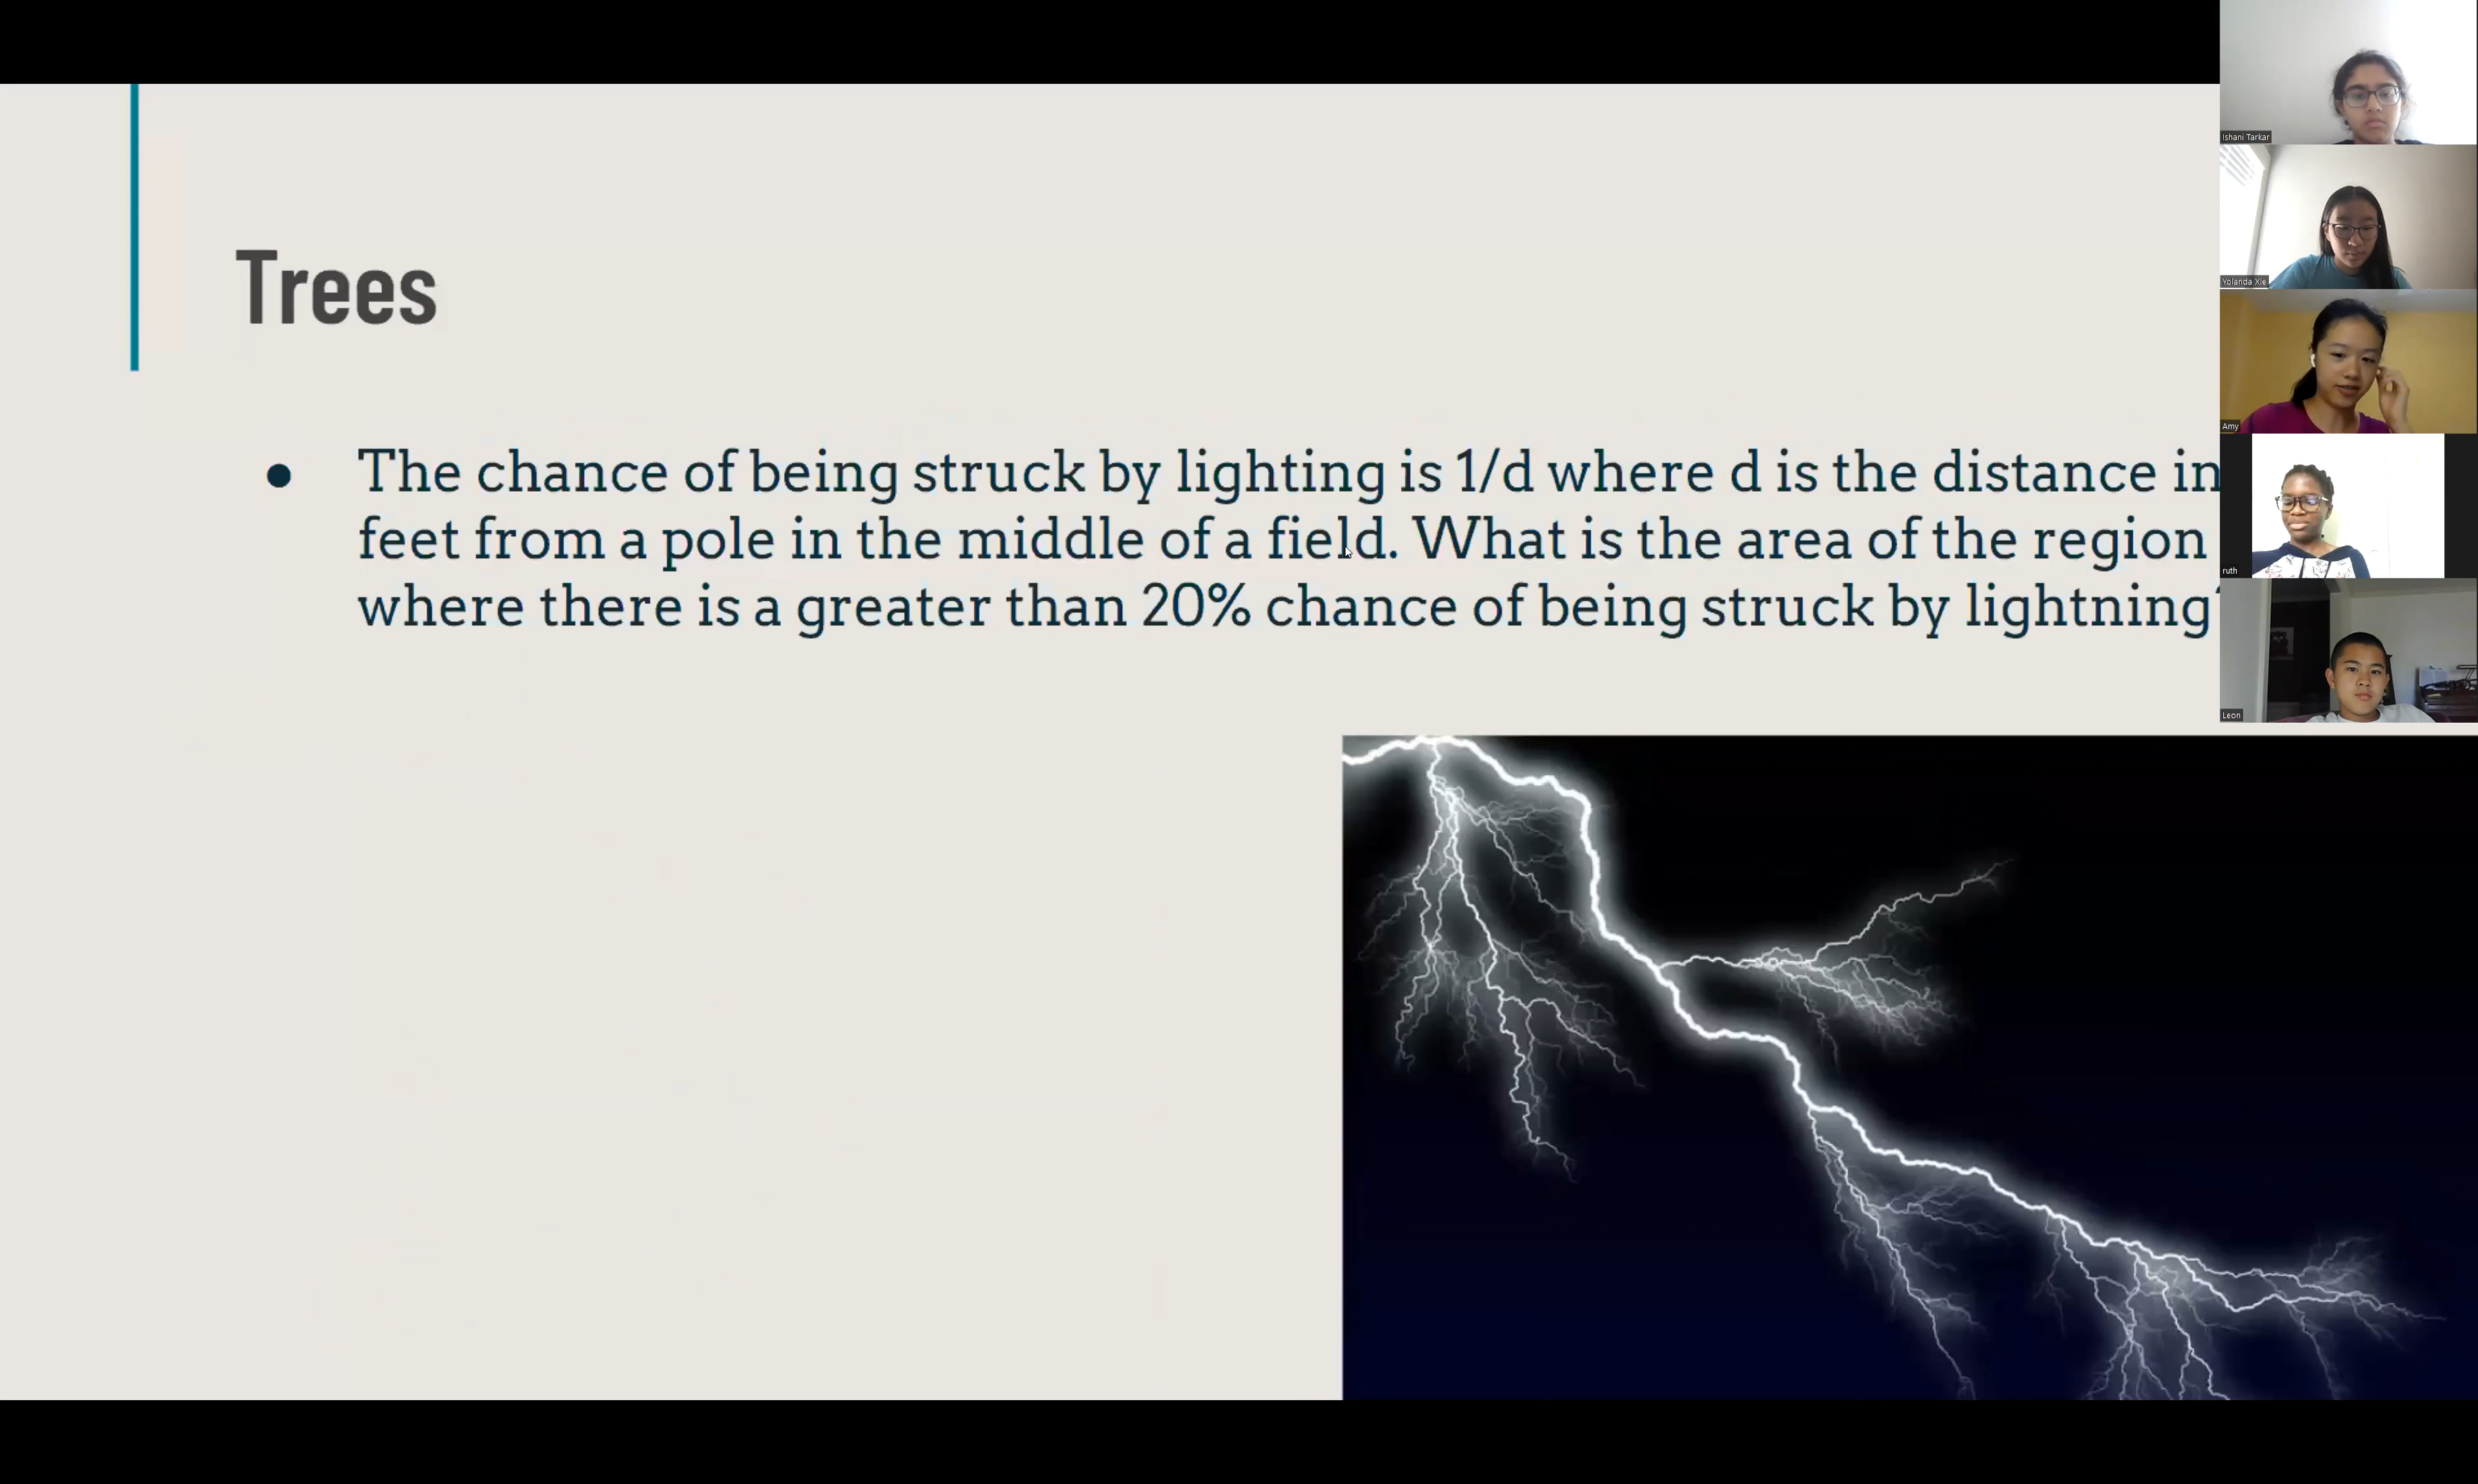 Trees
● The chance of being struck by lighting is 1/d where d is the distance in
feet from a pole in the middle of a field. What is the area of the region
where there is a greater than 20% chance of being struck by lightning
Ishani Tarkar
Yolanda Xie
Amy
ruth
Leon